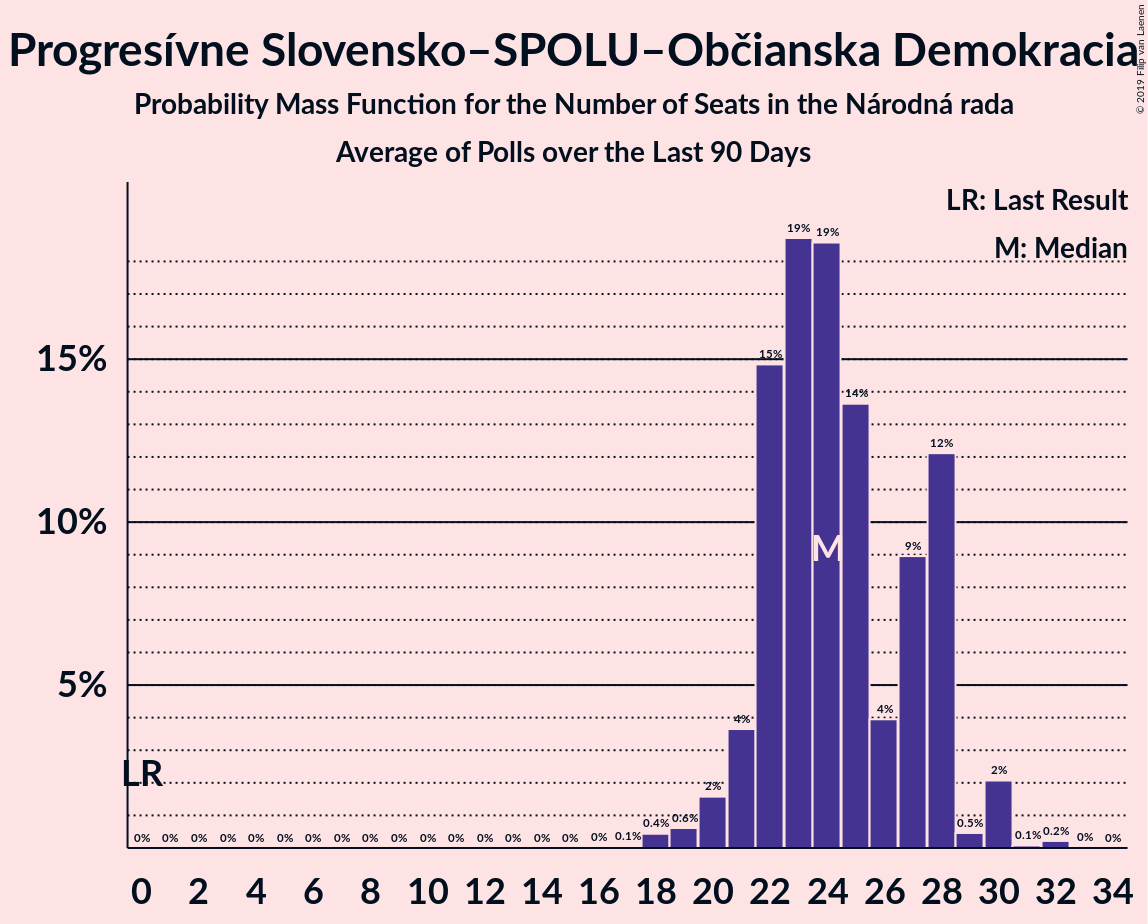 Progresívne Slovensko–SPOLU–Občianska Demokracia
© 2019 Filip van Laenen
Probability Mass Function for the Number of Seats in the Národná rada
Average of Polls over the Last 90 Days
LR: Last Result
M: Median
19% 19%
15%
15%
14%
12%
10%
9%
M
5%
4% 4%
LR
2% 2%
0% 0% 0% 0% 0% 0% 0% 0% 0% 0% 0% 0% 0% 0% 0% 0% 0% 0.1% 0.4% 0.6% 0.5% 0.1% 0.2% 0% 0%
0 2 4 6 8 10 12 14 16 18 20 22 24 26 28 30 32 34